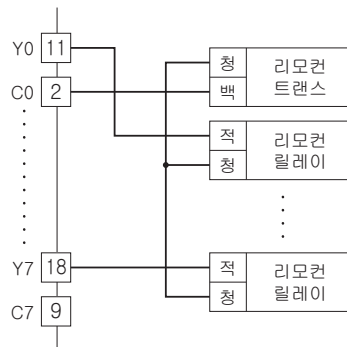 Y0 11
청 리모컨
백 트랜스
C0 2
적 리모컨
청 릴레이
Y7 18
적 리모컨
청 릴레이
C7 9